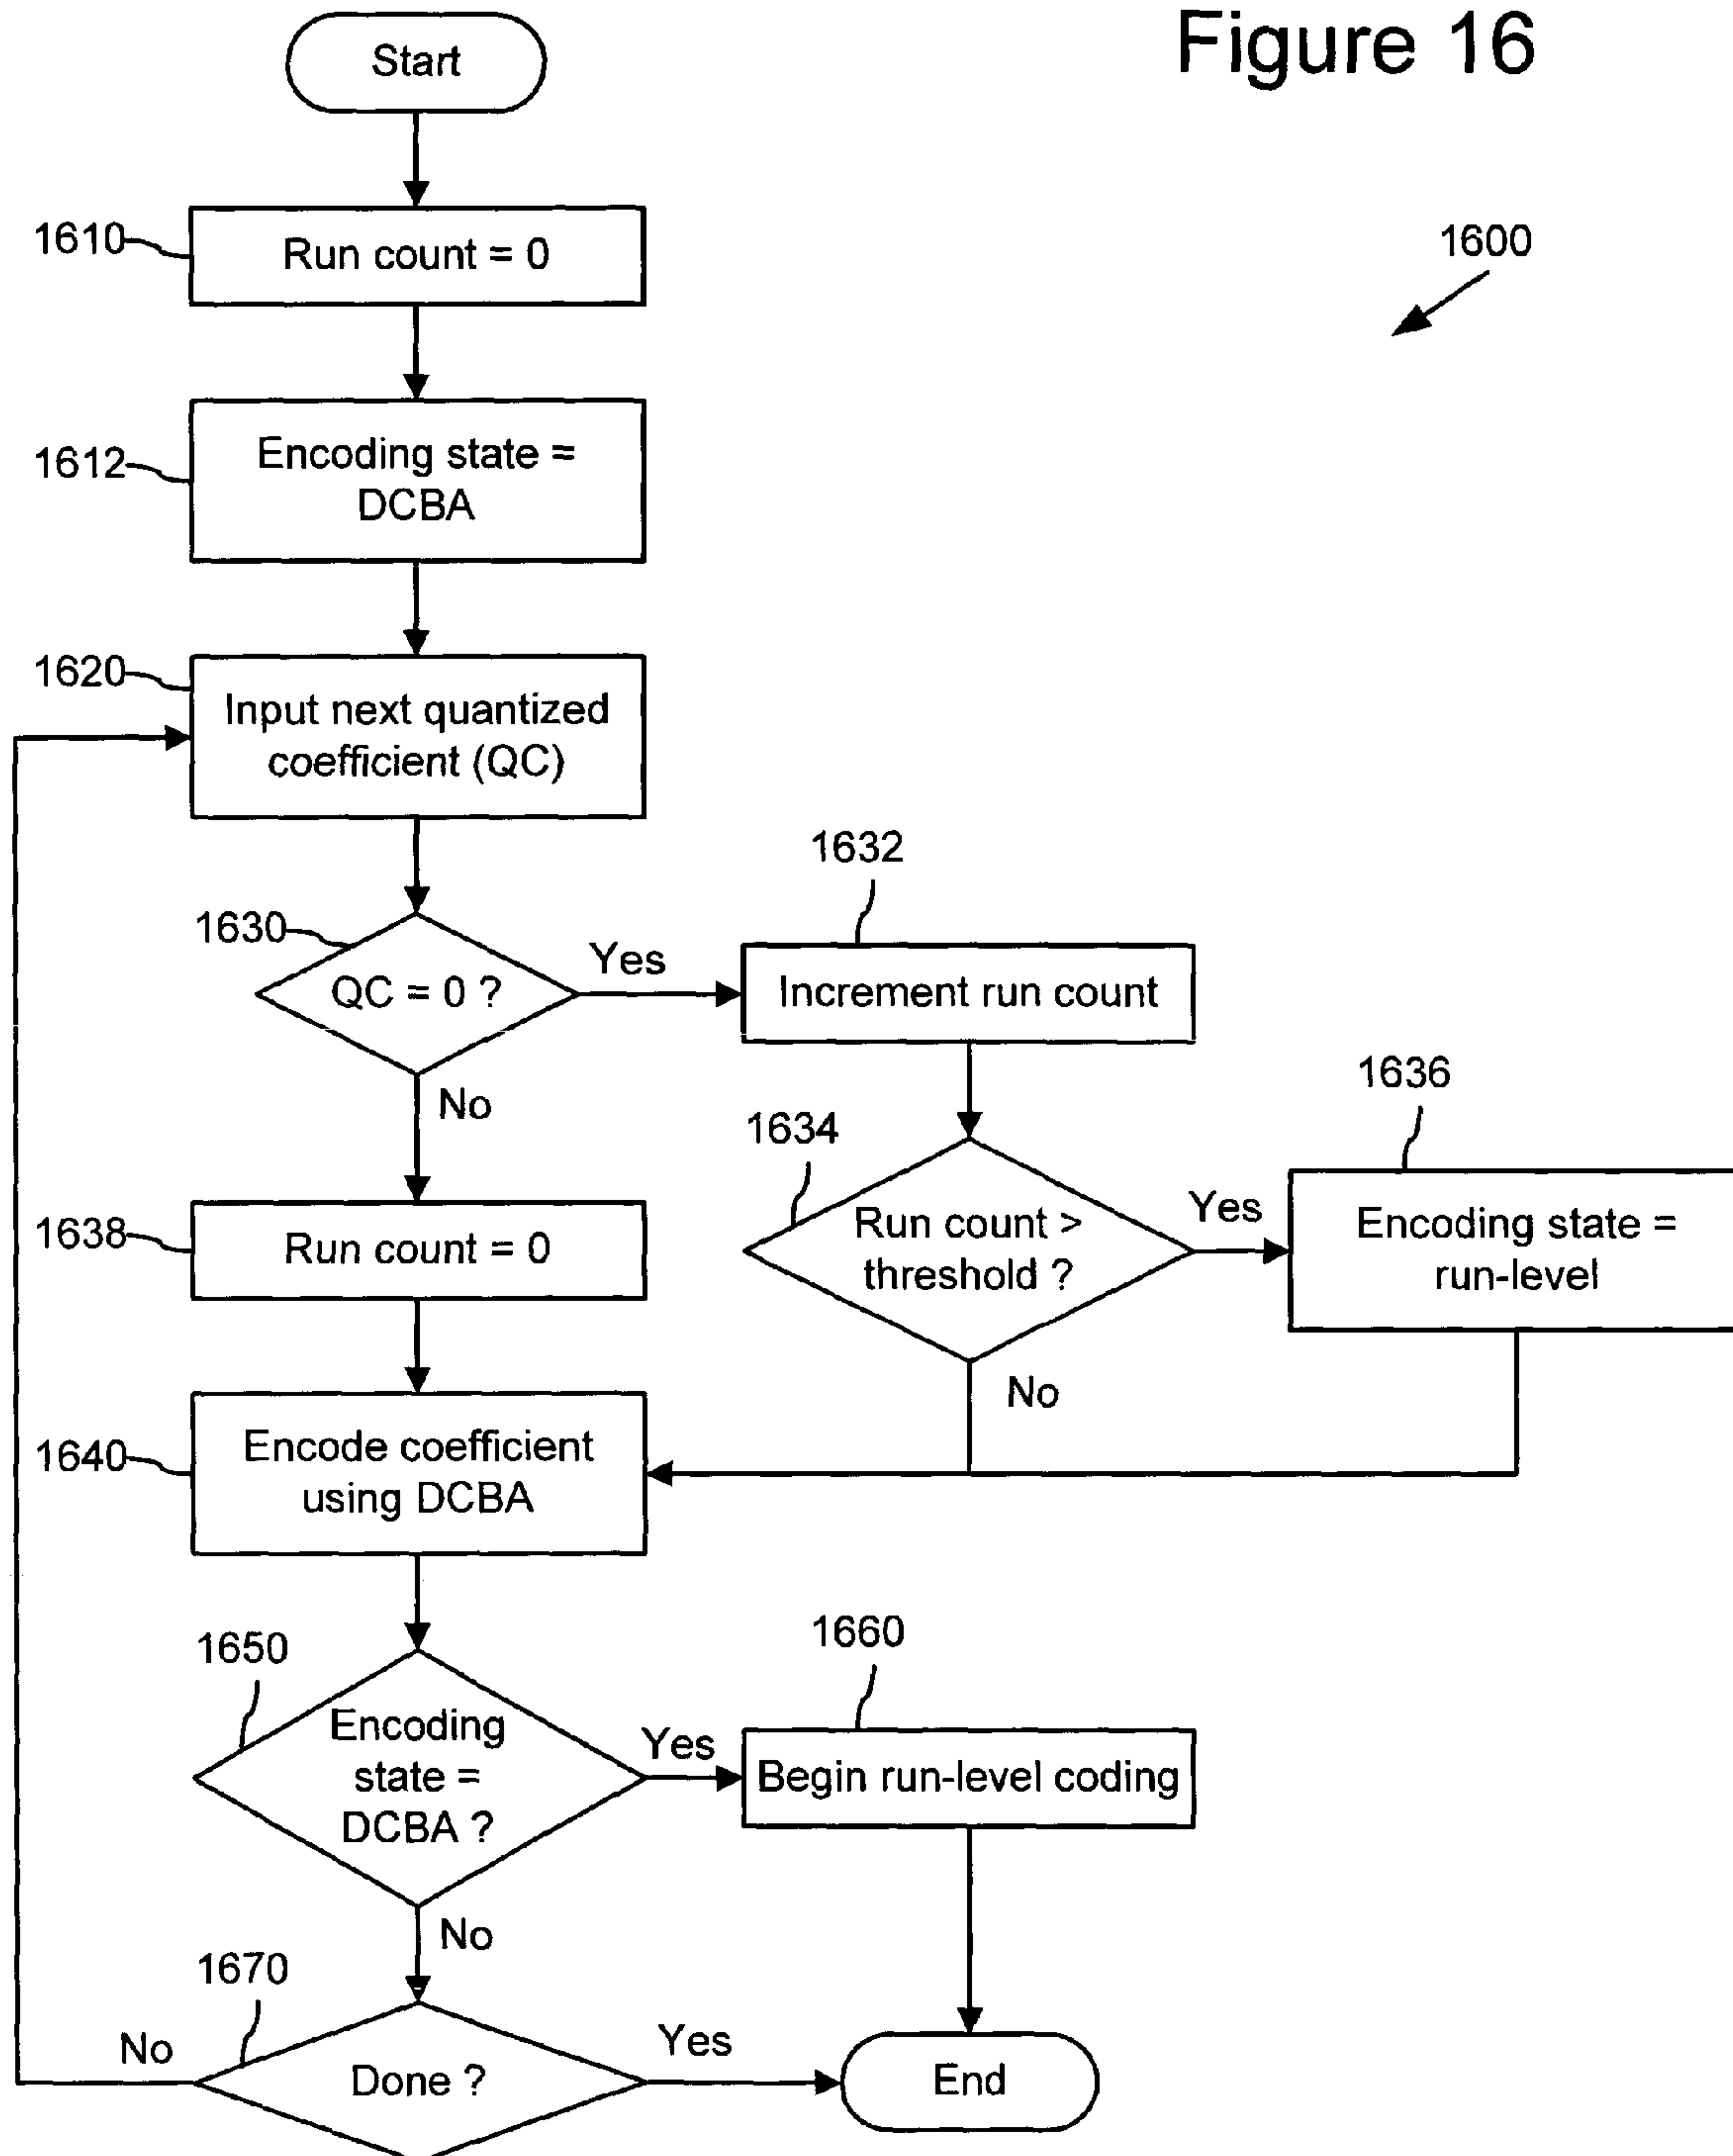 Figure 16
Start
1600
1610
Run count = 0
1612
Encoding state =
DCBA
1620
Input next quantized
coefficient (QC)
1630
QC = 0 ?
Yes
No
1632
Increment run count
1634
Run count >
threshold ?
Yes
No
1636
Encoding state =
run-level
1638
Run count = 0
1640
Encode coefficient
using DCBA
1650
Encoding
state =
DCBA ?
Yes
No
1660
Begin run-level coding
1670
Done ?
No
Yes
End